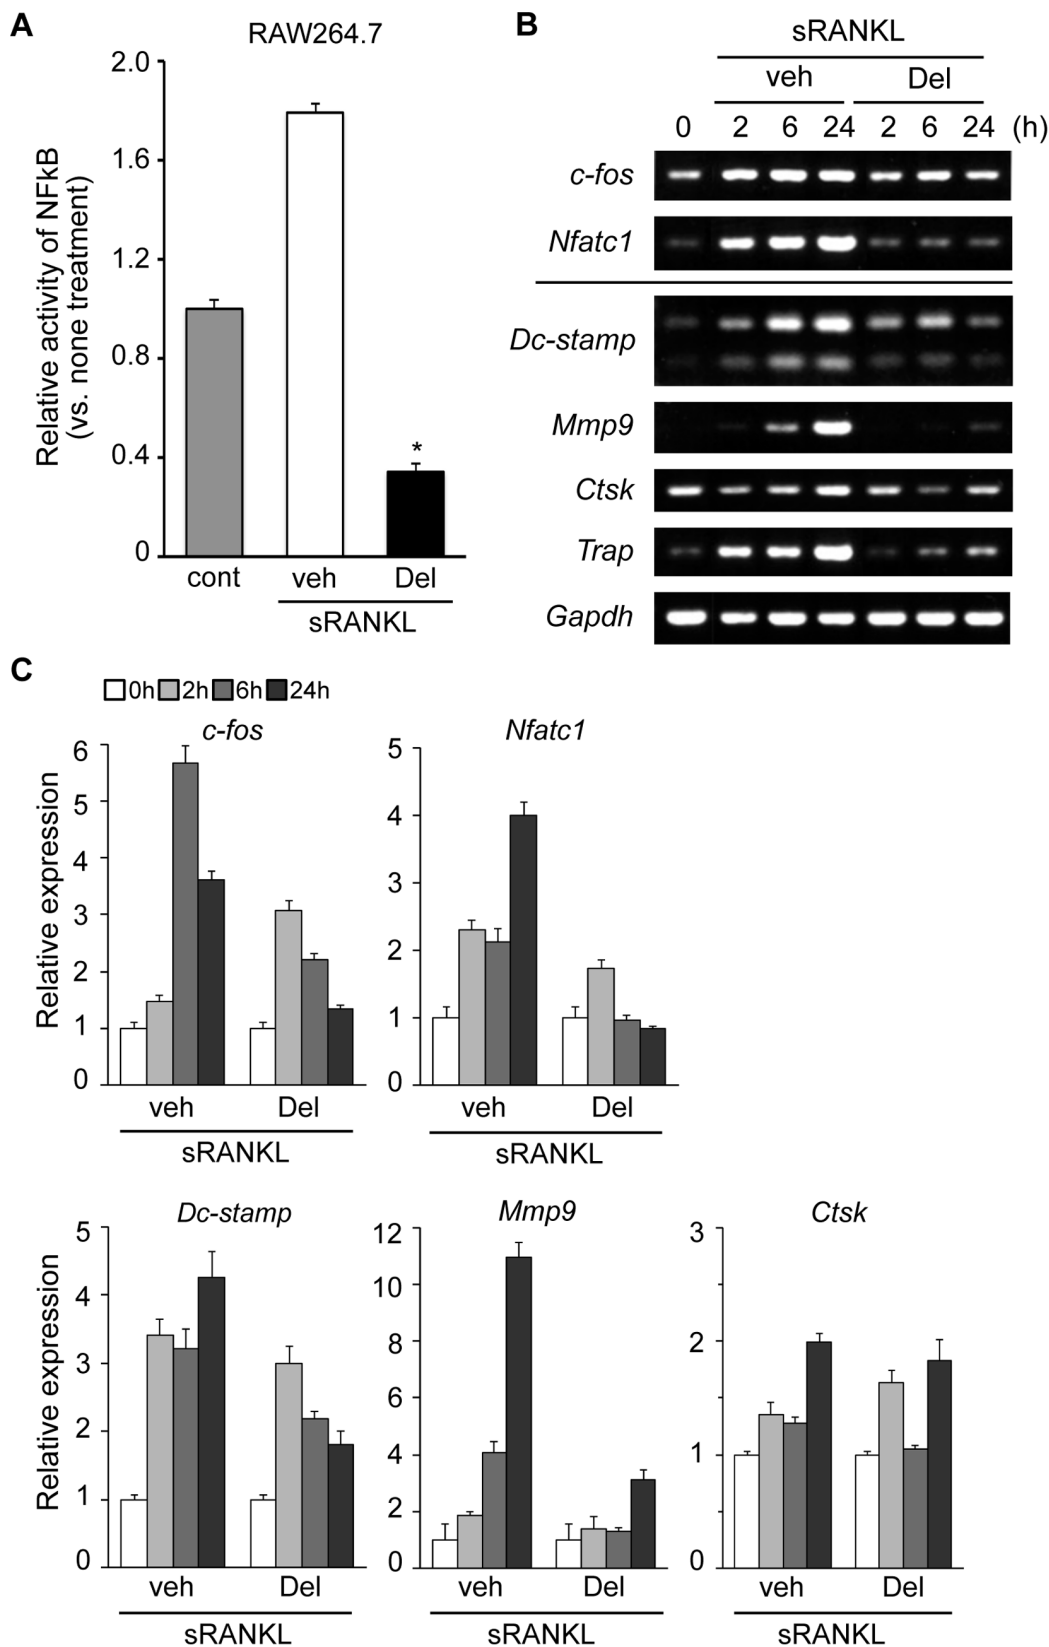 A
RAW264.7
Relative activity of NFkB
(vs. none treatment)
2.0
1.6
1.2
0.8
0.4
0
*
cont veh Del
sRANKL
B
sRANKL
veh Del
0 2 6 24 2 6 24 (h)
c-fos
Nfatc1
Dc-stamp
Mmp9
Ctsk
Trap
Gapdh
C
0h 2h 6h 24h
c-fos
Relative expression
6
5
4
3
2
1
0
veh Del
sRANKL
Nfatc1
5
4
3
2
1
0
veh Del
sRANKL
Dc-stamp
Relative expression
5
4
3
2
1
0
veh Del
sRANKL
Mmp9
12
10
8
6
4
2
0
veh Del
sRANKL
Ctsk
3
2
1
0
veh Del
sRANKL